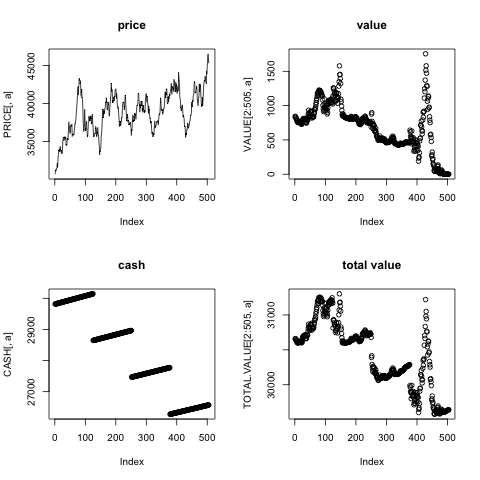 price
PRICE[, a]
45000
40000
35000
0 100 200 300 400 500
Index
value
VALUE[2:505, a]
1500
1000
500
0
0 100 200 300 400 500
Index
cash
CASH[, a]
29000
27000
0 100 200 300 400 500
Index
total value
TOTAL.VALUE[2:505, a]
31000
30000
0 100 200 300 400 500
Index